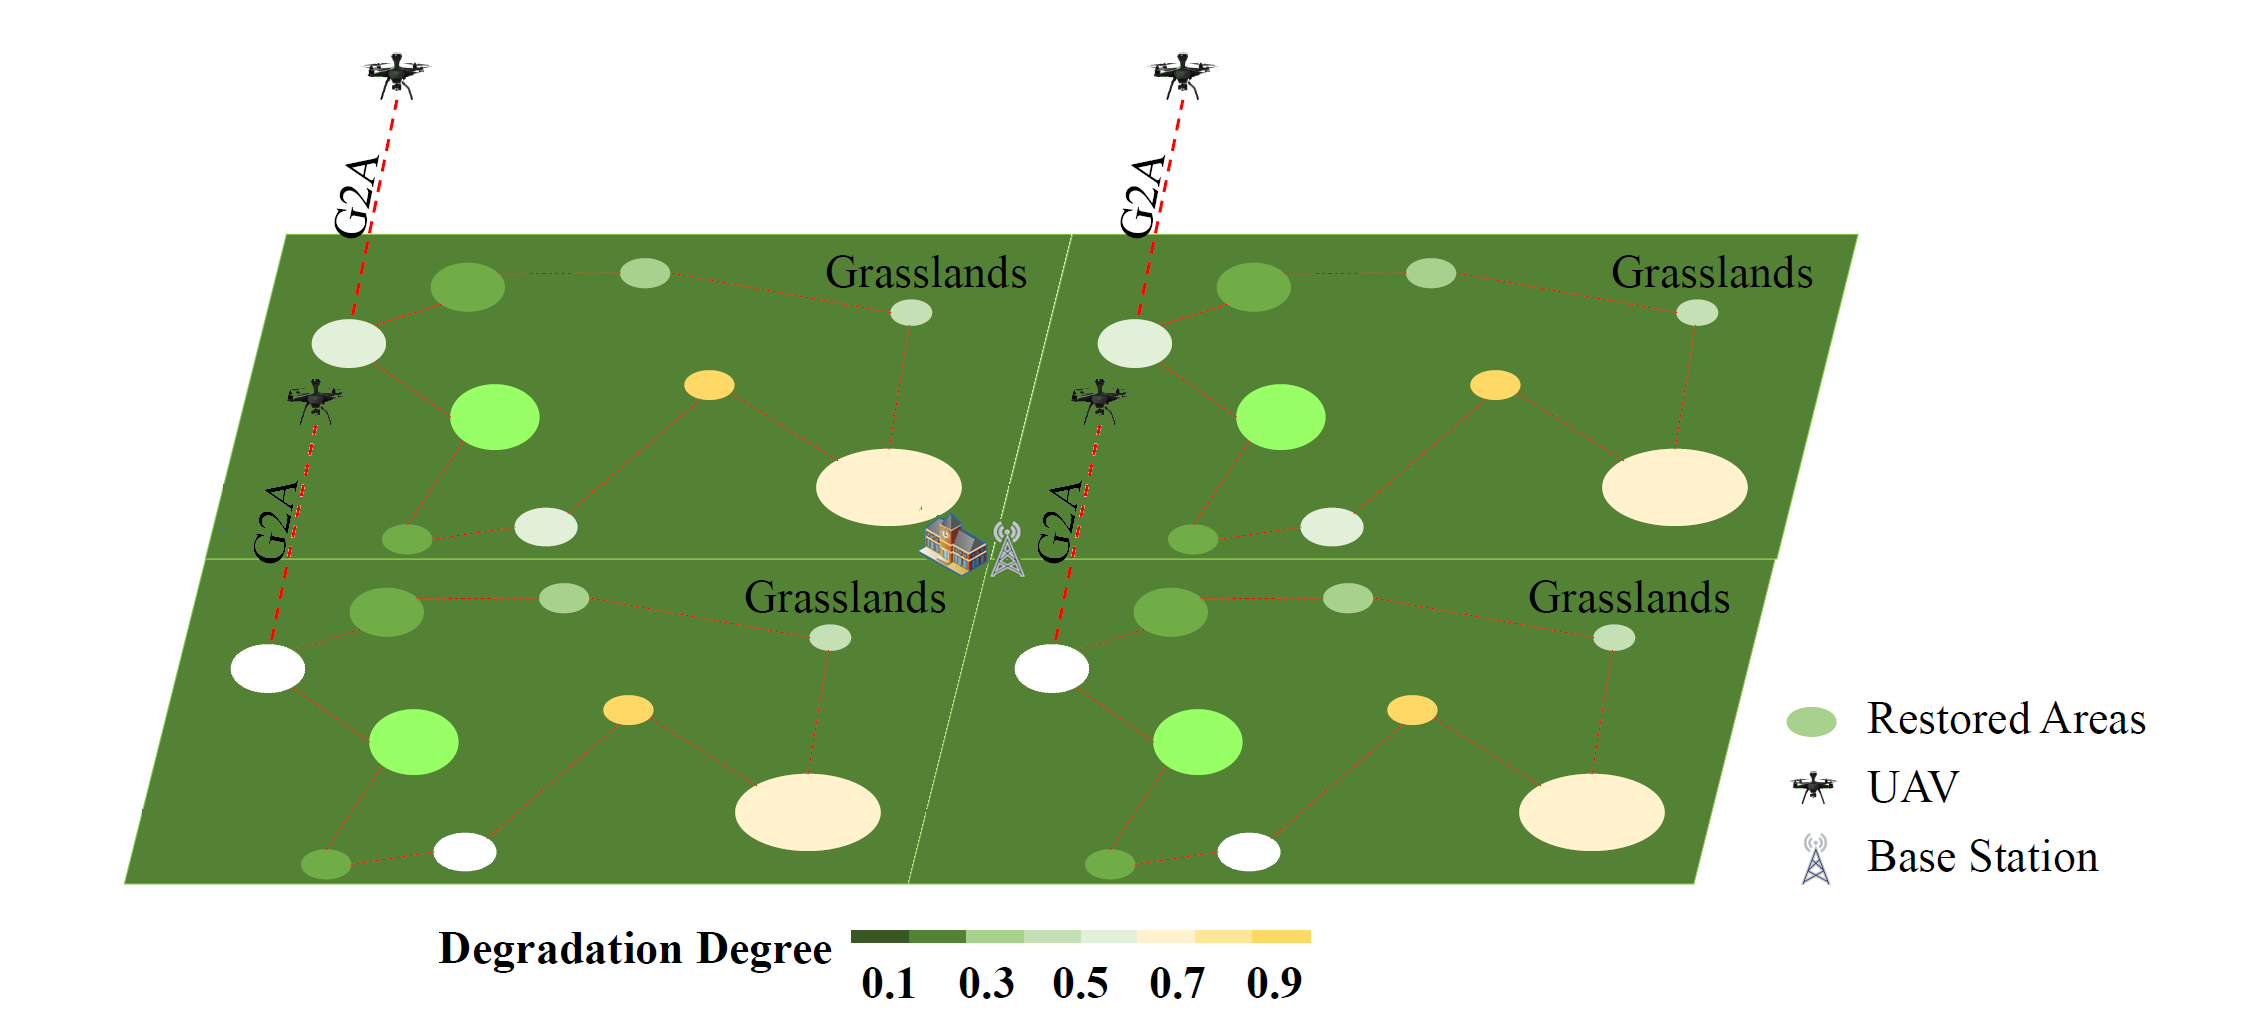 G2A
G2A
Grasslands
Grasslands
G2A
G2A
Grasslands
Grasslands
Restored Areas
UAV
Base Station
Degradation Degree
0.1 0.3 0.5 0.7 0.9